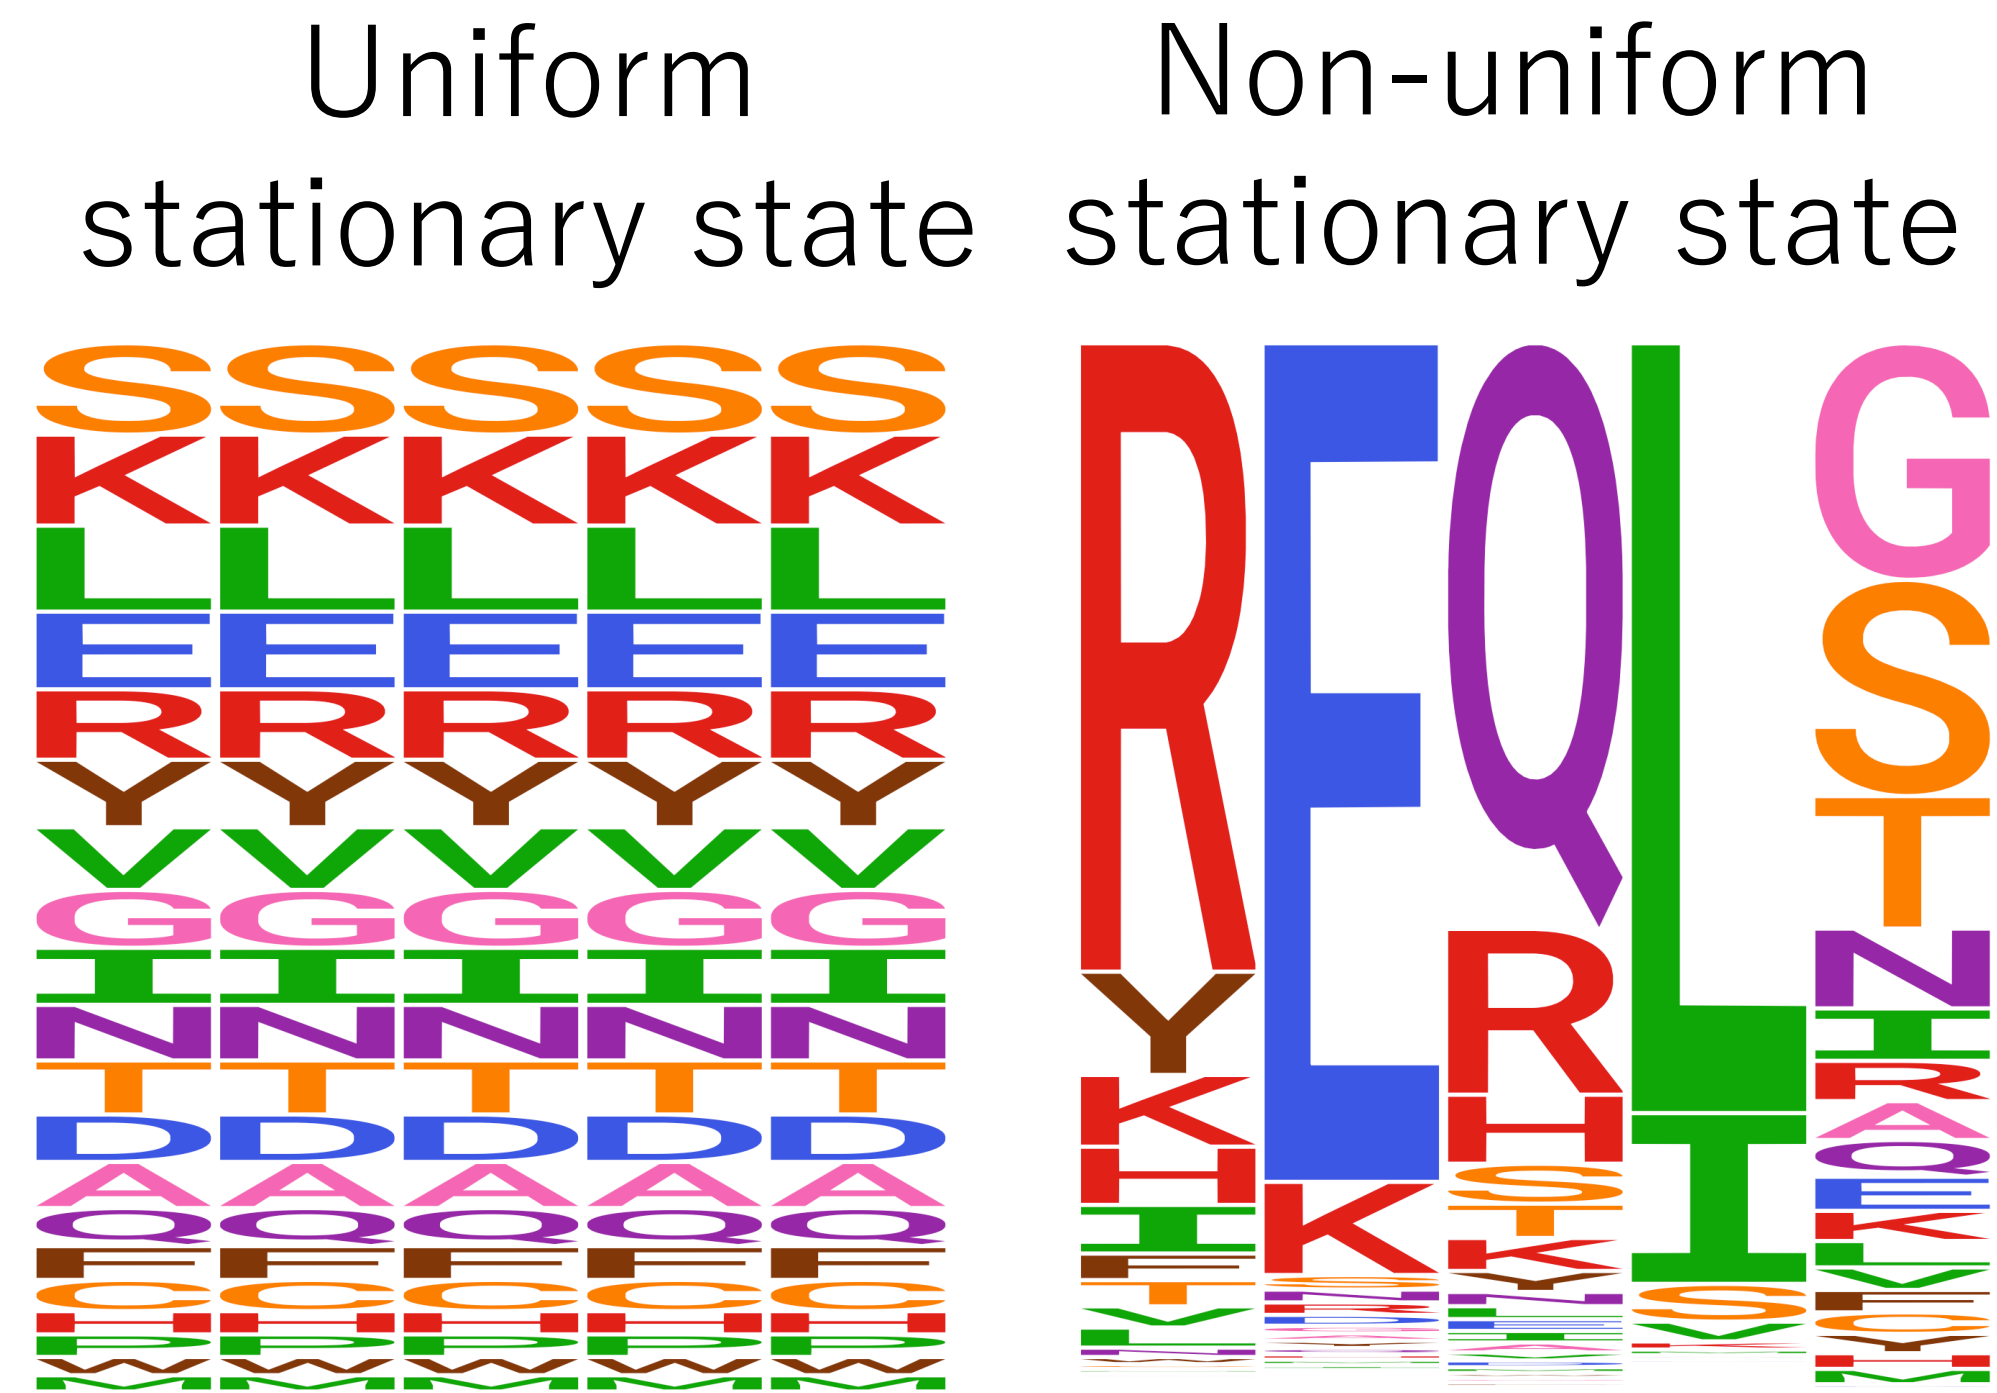 Uniform
stationary state
Non-uniform
stationary state
S S S S S
K K K K K
L L L L L
E E E E E
R R R R R
Y Y Y Y Y
V V V V V
G G G G G
I I I I I
N N N N N
T T T T T
D D D D D
A A A A A
Q Q Q Q Q
F F F F F
C C C C C
H H H H H
P P P P P
W W W W W
M M M M M
R E Q L G
Y K R I S
K H S T
H S V N
I T I
F K R
T Y A
V N Q
L E
N K
L
V
F
C
Y
H
M